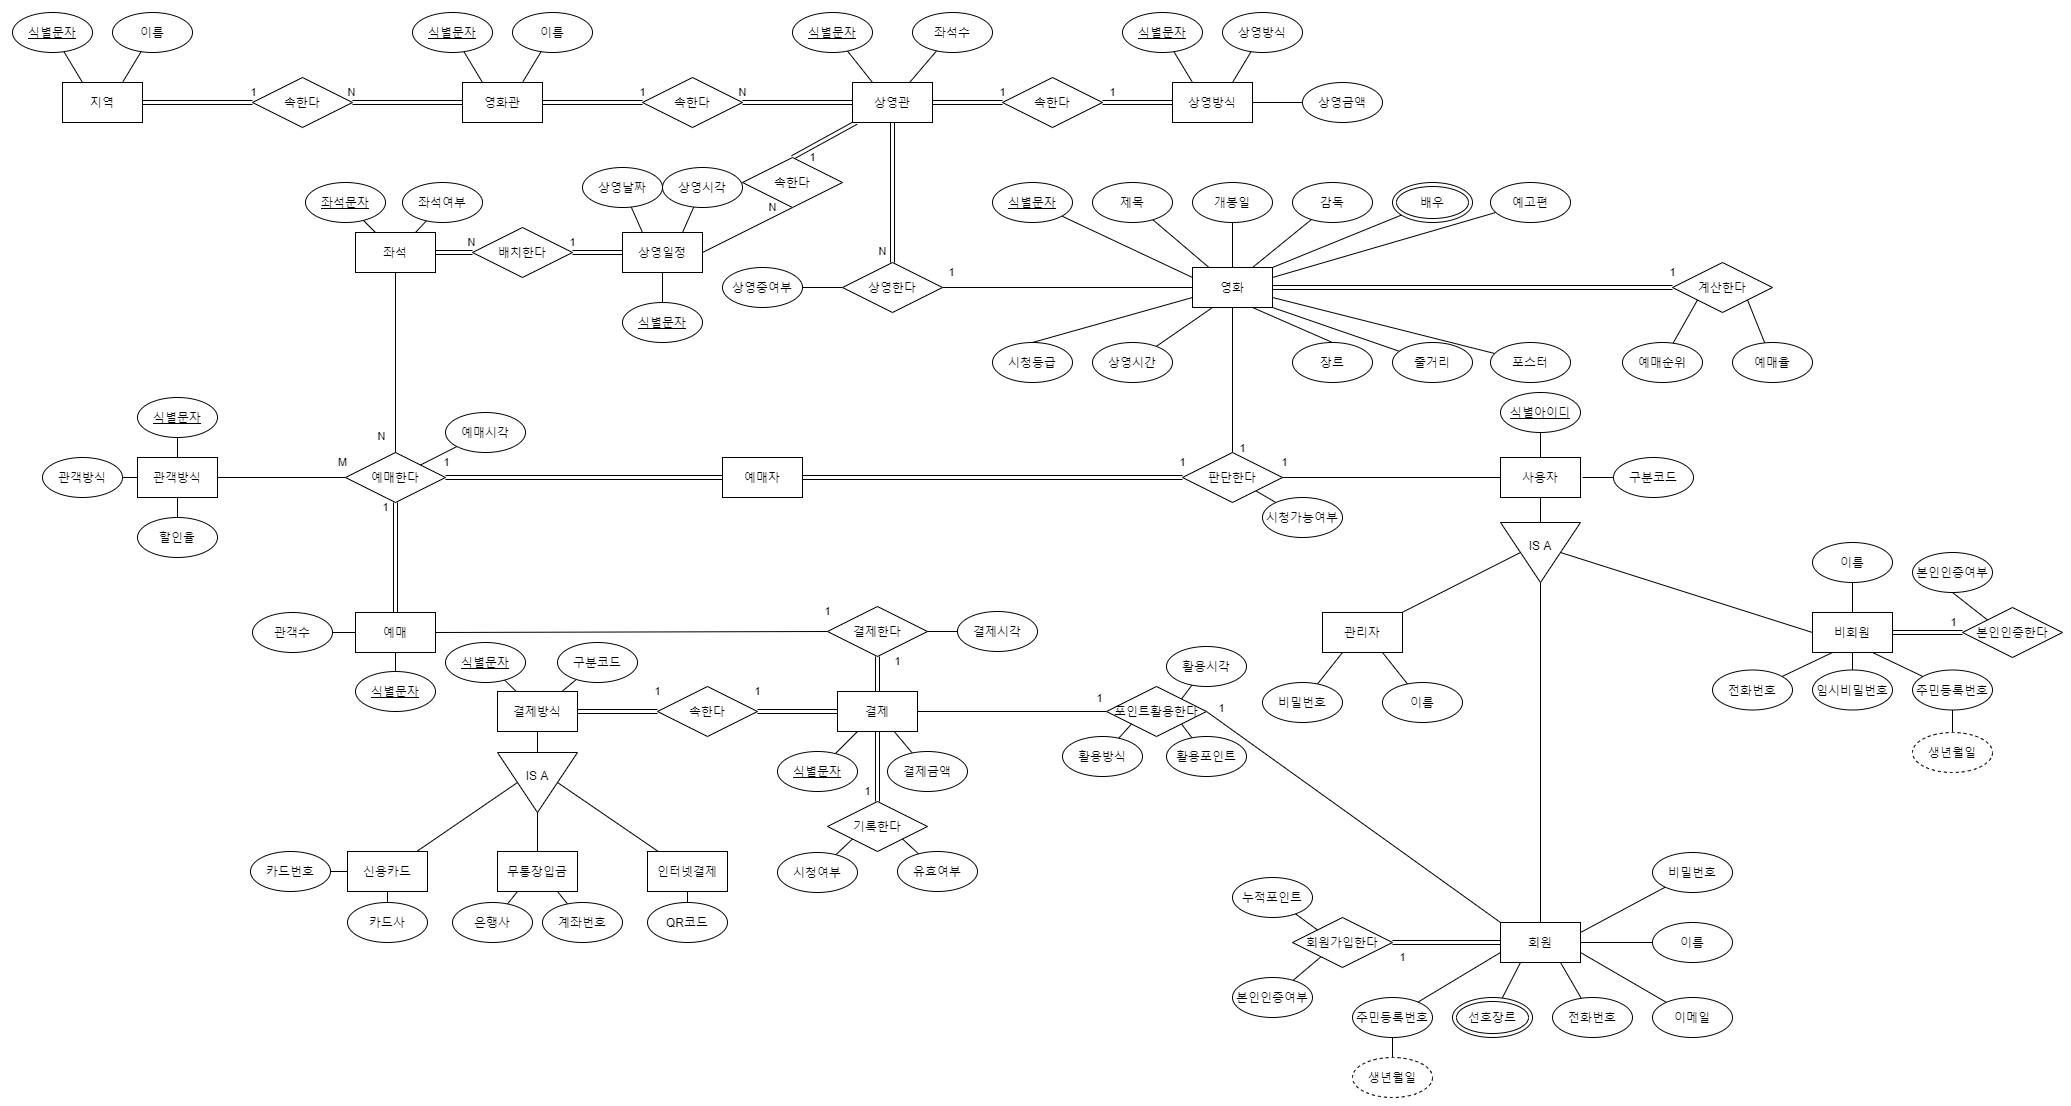 식별문자
이름
식별문자
이름
식별문자
좌석수
식별문자
상영방식
지역
1
속한다
N
영화관
1
속한다
N
상영관
1
속한다
1
상영방식
상영금액
1
속한다
N
좌석문자
좌석여부
상영날짜
상영시각
식별문자
제목
개봉일
감독
배우
예고편
좌석
N
배치한다
1
상영일정
N
상영중여부
상영한다
1
영화
1
계산한다
식별문자
시청등급
상영시간
장르
줄거리
포스터
예매순위
예매율
식별문자
예매시각
식별아이디
N
관객방식
관객방식
M
예매한다
1
예매자
1
판단한다
1
1
사용자
구분코드
1
할인율
시청가능여부
IS A
이름
본인인증여부
관객수
예매
1
결제한다
결제시각
관리자
비회원
1
본인인증한다
식별문자
구분코드
1
활용시각
식별문자
비밀번호
이름
전화번호
임시비밀번호
주민등록번호
결제방식
1
속한다
1
결제
1
포인트활용한다
1
생년월일
활용방식
활용포인트
IS A
식별문자
결제금액
1
기록한다
카드번호
신용카드
무통장입금
인터넷결제
시청여부
유효여부
비밀번호
카드사
은행사
계좌번호
QR코드
누적포인트
회원가입한다
1
회원
이름
본인인증여부
주민등록번호
선호장르
전화번호
이메일
생년월일